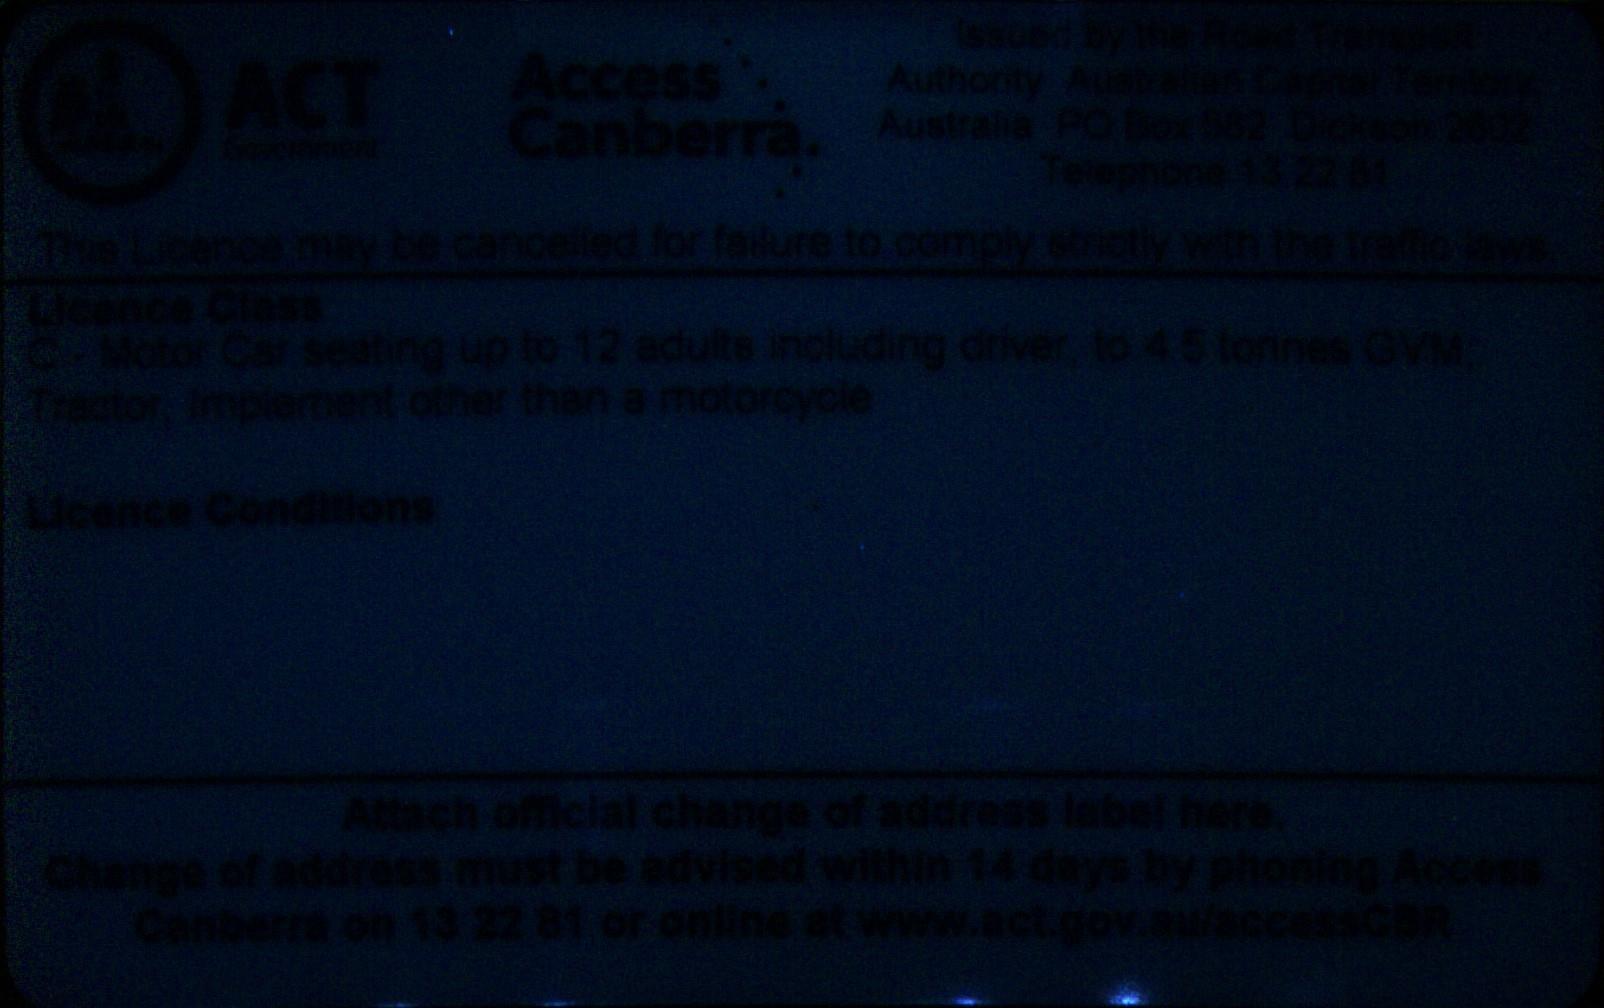 ACT
Government
Access
Canberra.
Issued by the Road Transport
Authority Australian Capital Territory,
Australia PO Box 582 Dickson 2602
Telephone 13 22 81
This Licence may be cancelled for failure to comply strictly with the traffic laws.
Licence Class
C - Motor Car seating up to 12 adults including driver, to 4.5 tonnes GVM;
Tractor, Implement other than a motorcycle
Licence Conditions
Attach official change of address label here.
Change of address must be advised within 14 days by phoning Access
Canberra on 13 22 81 or online at www.act.gov.au/accessCBR